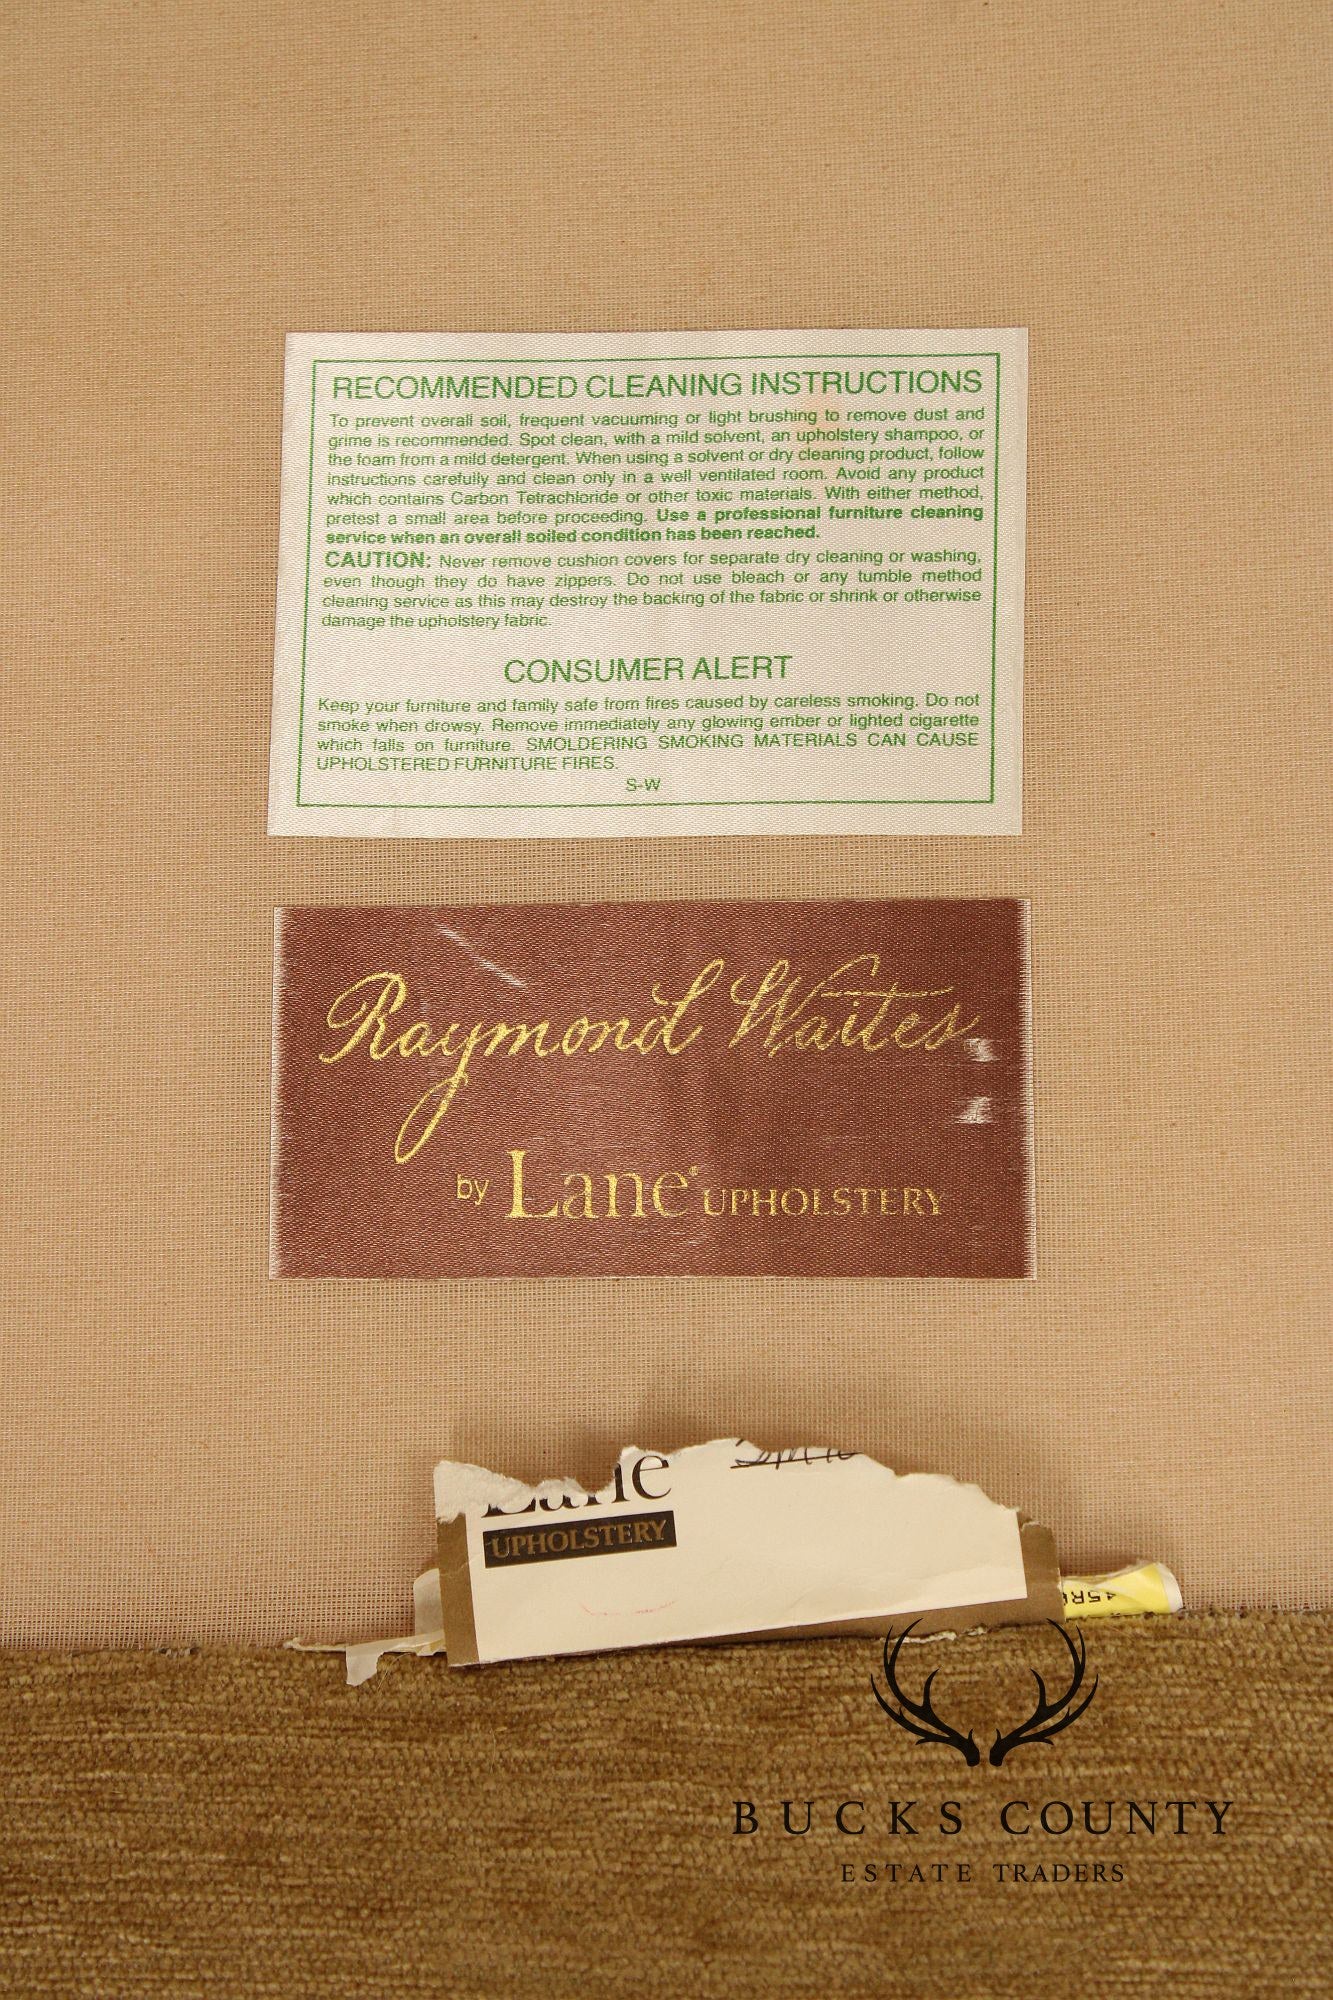 RECOMMENDED CLEANING INSTRUCTIONS
To prevent overall soil, frequent vacuuming or light brushing to remove dust and
grime is recommended. Spot clean, with a mild solvent, an upholstery shampoo, or
the foam from a mild detergent. When using a solvent or dry cleaning product, follow
instructions carefully and clean only in a well ventilated room. Avoid any product
which contains Carbon Tetrachloride or other toxic materials. With either method,
pretest a small area before proceeding. Use a professional furniture cleaning
service when an overall soiled condition has been reached.
CAUTION: Never remove cushion covers for separate dry cleaning or washing,
even though they do have zippers. Do not use bleach or any tumble method
cleaning service as this may destroy the backing of the fabric or shrink or otherwise
damage the upholstery fabric.
CONSUMER ALERT
Keep your furniture and family safe from fires caused by careless smoking. Do not
smoke when drowsy. Remove immediately any glowing ember or lighted cigarette
which falls on furniture. SMOLDERING SMOKING MATERIALS CAN CAUSE
UPHOLSTERED FURNITURE FIRES.
S-W
Raymond Waites
by Lane® UPHOLSTERY
Lane
UPHOLSTERY
BUCKS COUNTY
ESTATE TRADERS